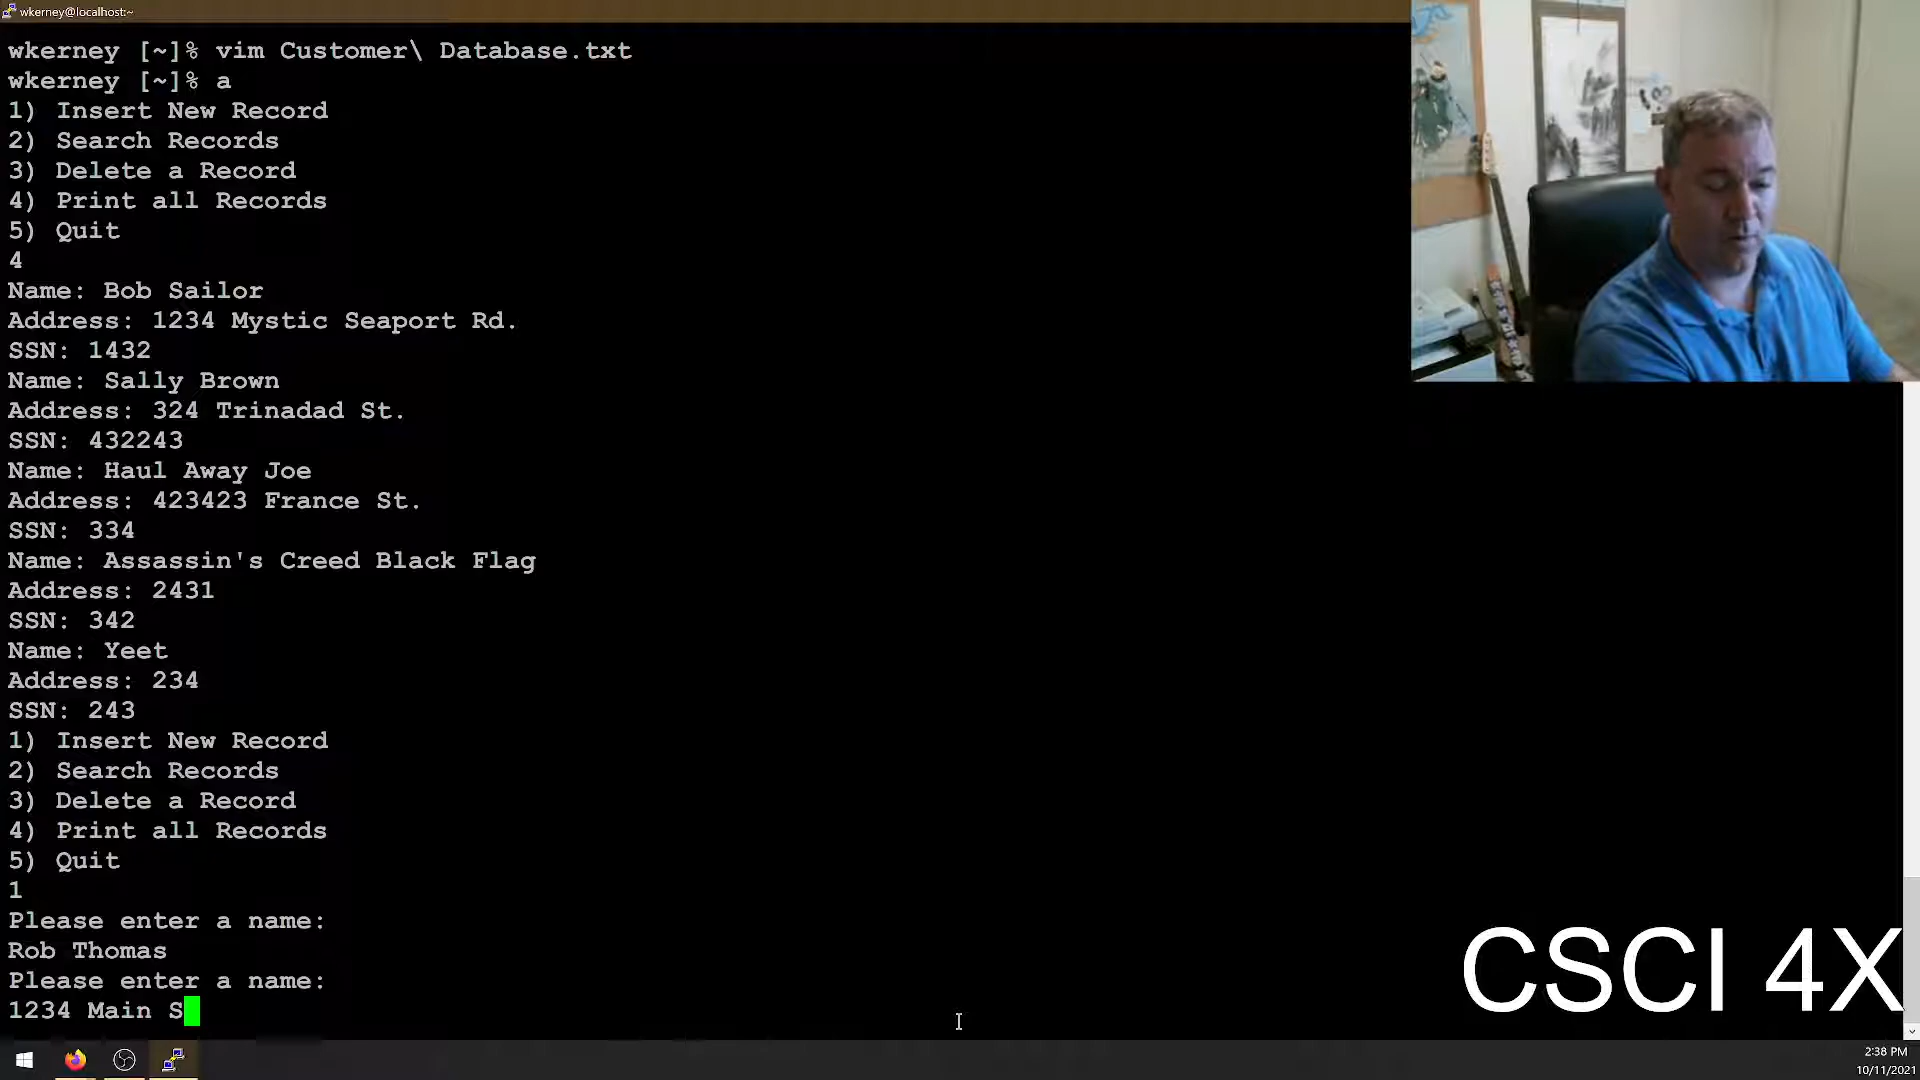 wkerney@localhost:~
wkerney [~]% vim Customer\ Database.txt
wkerney [~]% a
1) Insert New Record
2) Search Records
3) Delete a Record
4) Print all Records
5) Quit
4
Name: Bob Sailor
Address: 1234 Mystic Seaport Rd.
SSN: 1432
Name: Sally Brown
Address: 324 Trinadad St.
SSN: 432243
Name: Haul Away Joe
Address: 423423 France St.
SSN: 334
Name: Assassin's Creed Black Flag
Address: 2431
SSN: 342
Name: Yeet
Address: 234
SSN: 243
1) Insert New Record
2) Search Records
3) Delete a Record
4) Print all Records
5) Quit
1
Please enter a name:
Rob Thomas
Please enter a name:
1234 Main S
CSCI 4X
2:38 PM
10/11/2021